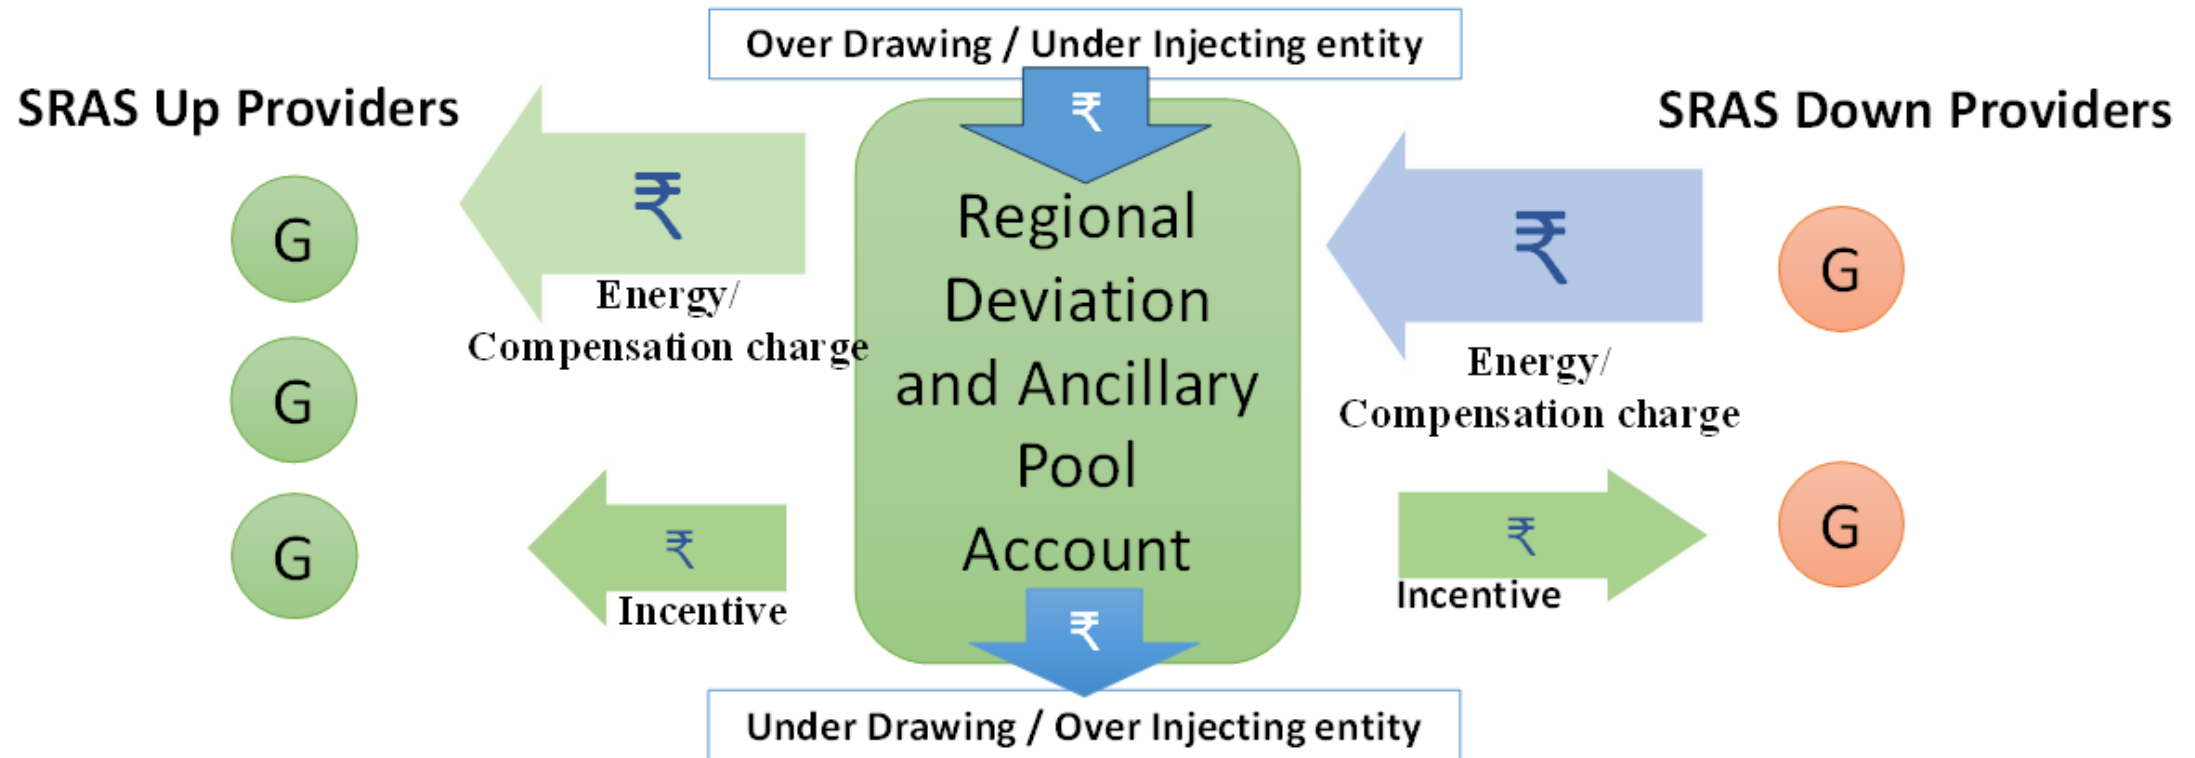 Over Drawing / Under Injecting entity
₹
SRAS Up Providers
G
G
G
₹
Energy/
Compensation charge
₹
Incentive
Regional
Deviation
and Ancillary
Pool
Account
₹
SRAS Down Providers
₹
Energy/
Compensation charge
₹
Incentive
G
G
Under Drawing / Over Injecting entity